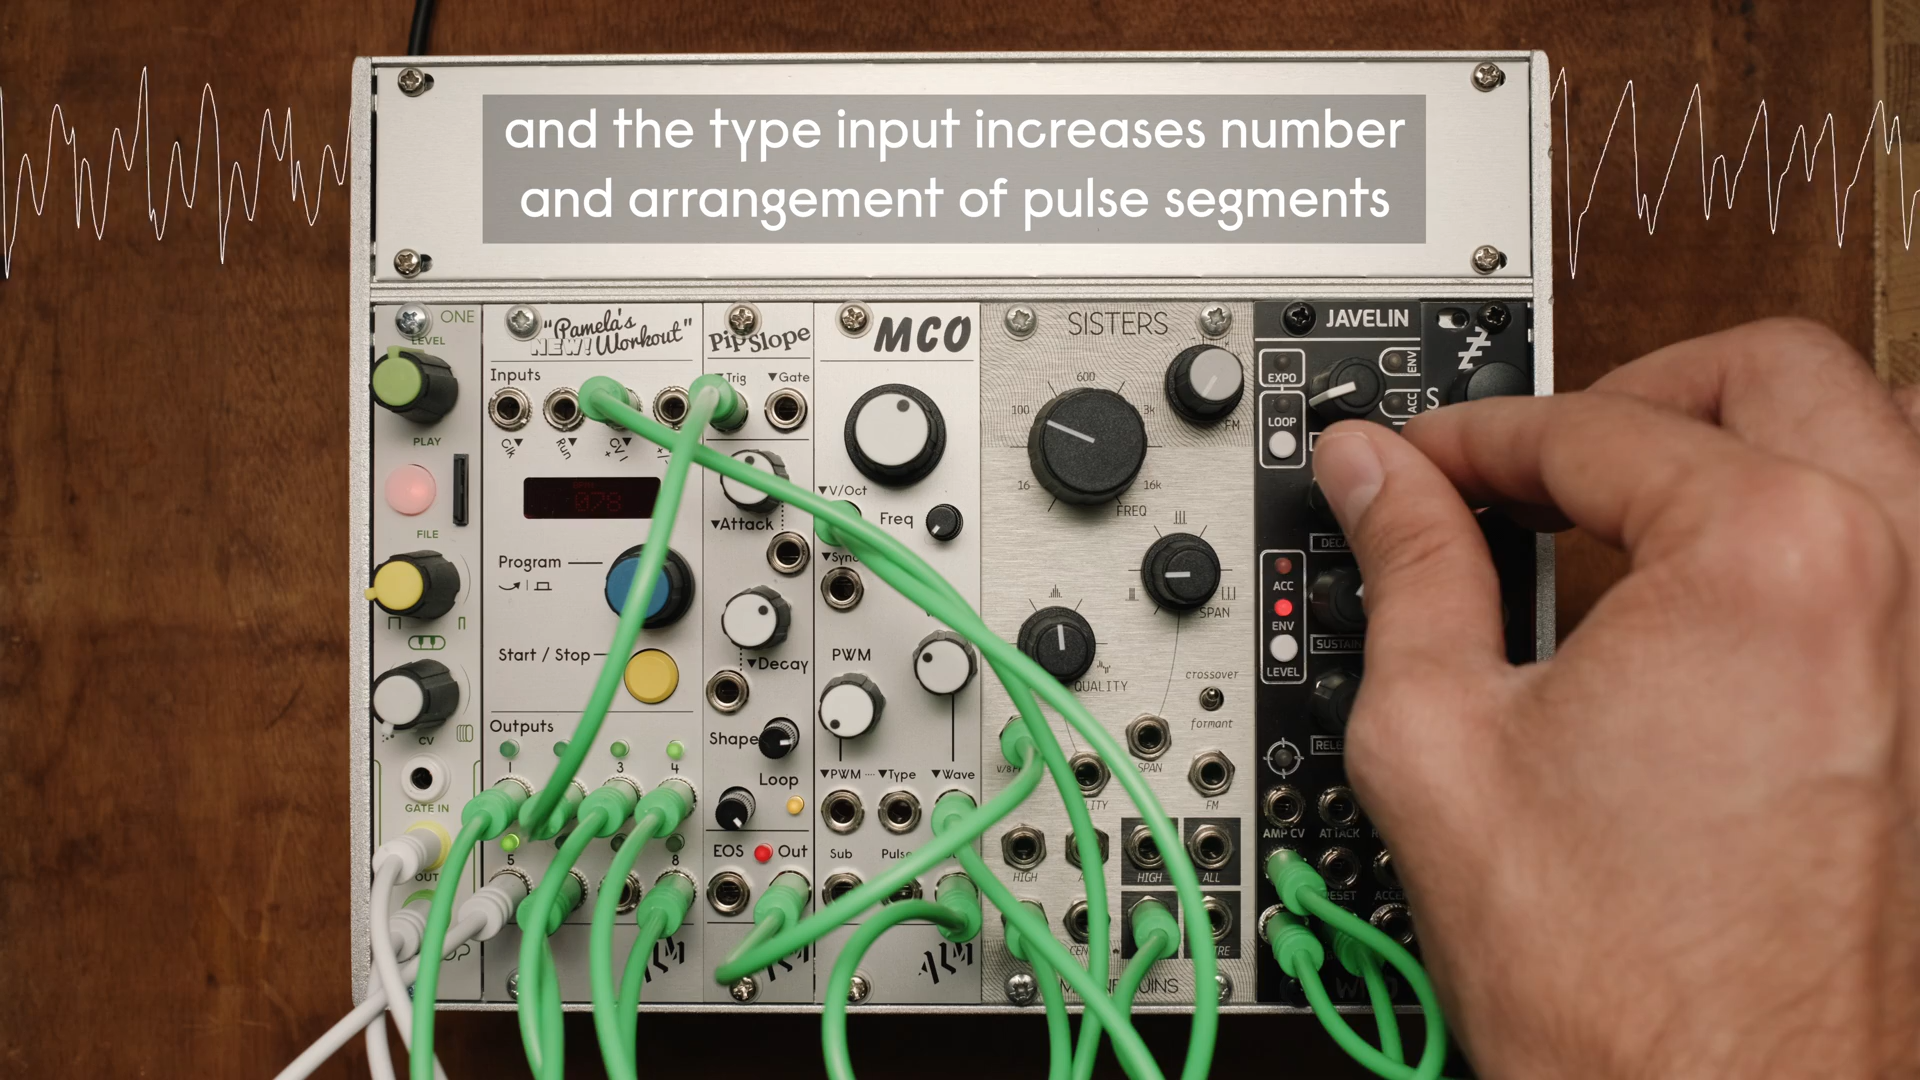 and the type input increases number
and arrangement of pulse segments
ONE
LEVEL
PLAY
FILE
CV
GATE IN
OUT
"Pamela's
NEW! Workout"
Inputs
Clk
Run
CV 1
Program
Start / Stop
Outputs
1
3
4
5
8
Pip Slope
Trig
Gate
Attack
Decay
Shape
Loop
EOS
Out
MCO
V/Oct
Freq
Sync
PWM
PWM
Type
Wave
Sub
Pulse
SISTERS
600
100
3k
16
16k
FREQ
FM
SPAN
QUALITY
crossover
formant
SPAN
FM
HIGH
HIGH
ALL
JAVELIN
EXPO
ENV
ACC
LOOP
ACC
ENV
LEVEL
SUSTAIN
AMP CV
ATTACK